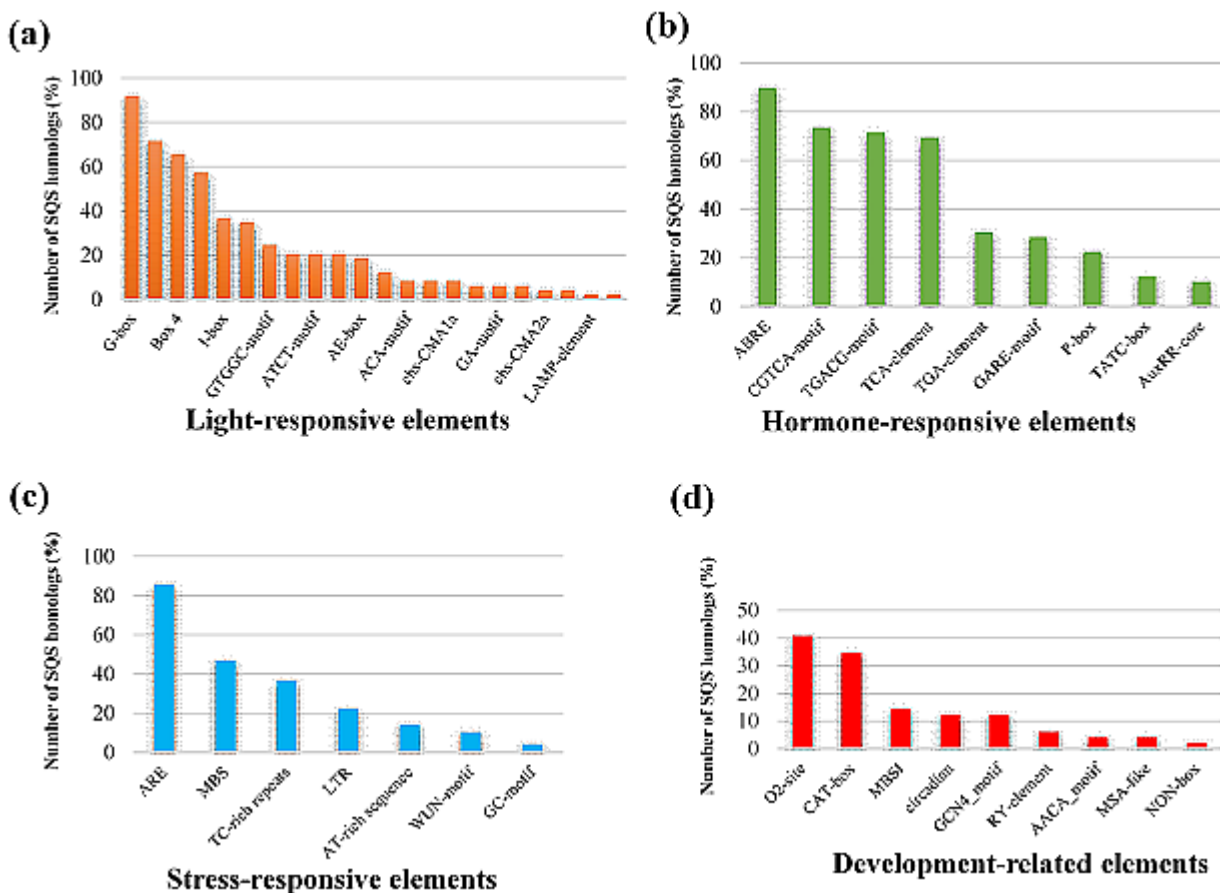 (a)
Number of SQS homologs (%)
100
80
60
40
20
0
G-box
Box 4
I-box
GTGGC-motif
ATCT-motif
AE-box
ACA-motif
chs-CMA1a
GA-motif
chs-CMA2a
LAMP-element
Light-responsive elements
(b)
Number of SQS homologs (%)
100
80
60
40
20
0
ABRE
CGTCA-motif
TGACG-motif
TCA-element
TGA-element
GARE-motif
P-box
TATC-box
AuxRR-core
Hormone-responsive elements
(c)
Number of SQS homologs (%)
100
80
60
40
20
0
ARE
MBS
TC-rich repeats
LTR
AT-rich sequence
WUN-motif
GC-motif
Stress-responsive elements
(d)
Number of SQS homologs (%)
50
40
30
20
10
0
O2-site
CAT-box
MBSI
circadian
GCN4_motif
RY-element
AACA_motif
MSA-like
NON-box
Development-related elements